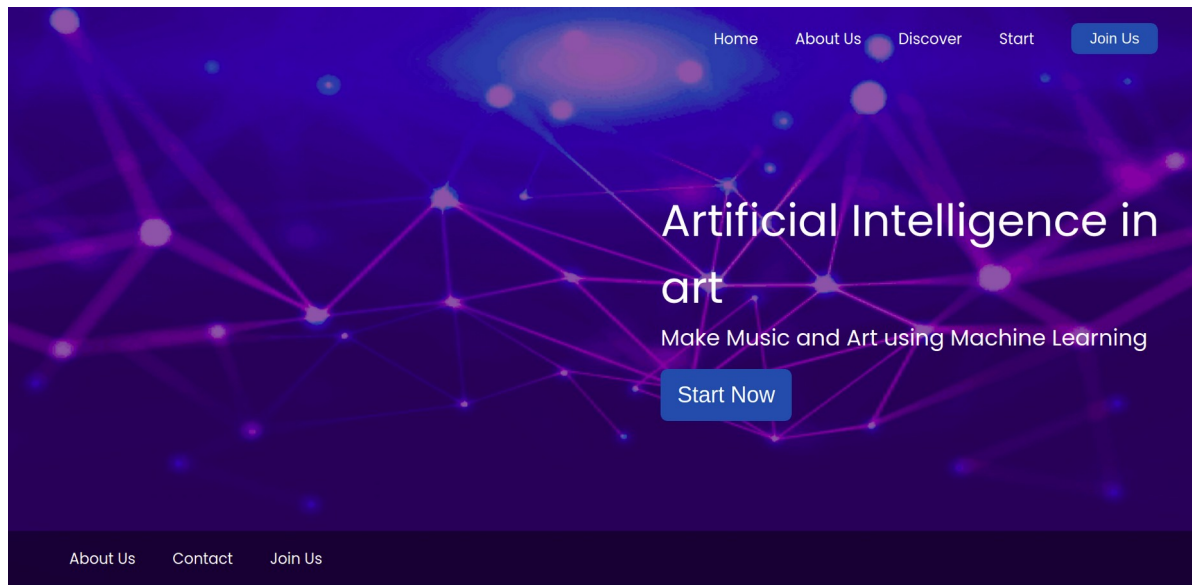 Home About Us Discover Start Join Us
Artificial Intelligence in
art
Make Music and Art using Machine Learning
Start Now
About Us Contact Join Us